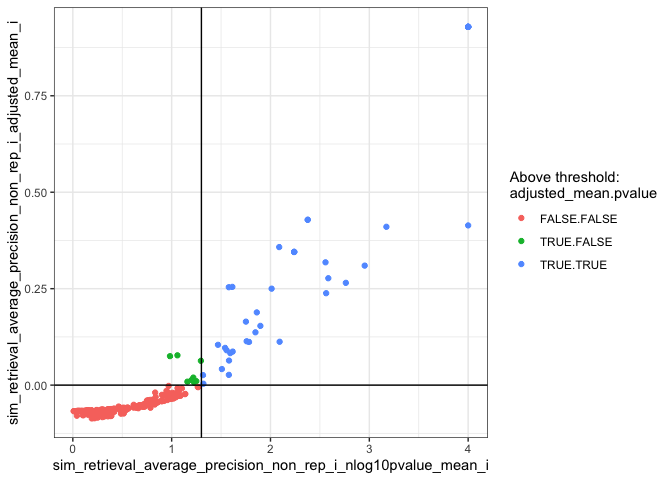 sim_retrieval_average_precision_non_rep_i_adjusted_mean_i
0.75
0.50
0.25
0.00
0
1
2
3
4
sim_retrieval_average_precision_non_rep_i_nlog10pvalue_mean_i
Above threshold:
adjusted_mean.pvalue
FALSE.FALSE
TRUE.FALSE
TRUE.TRUE